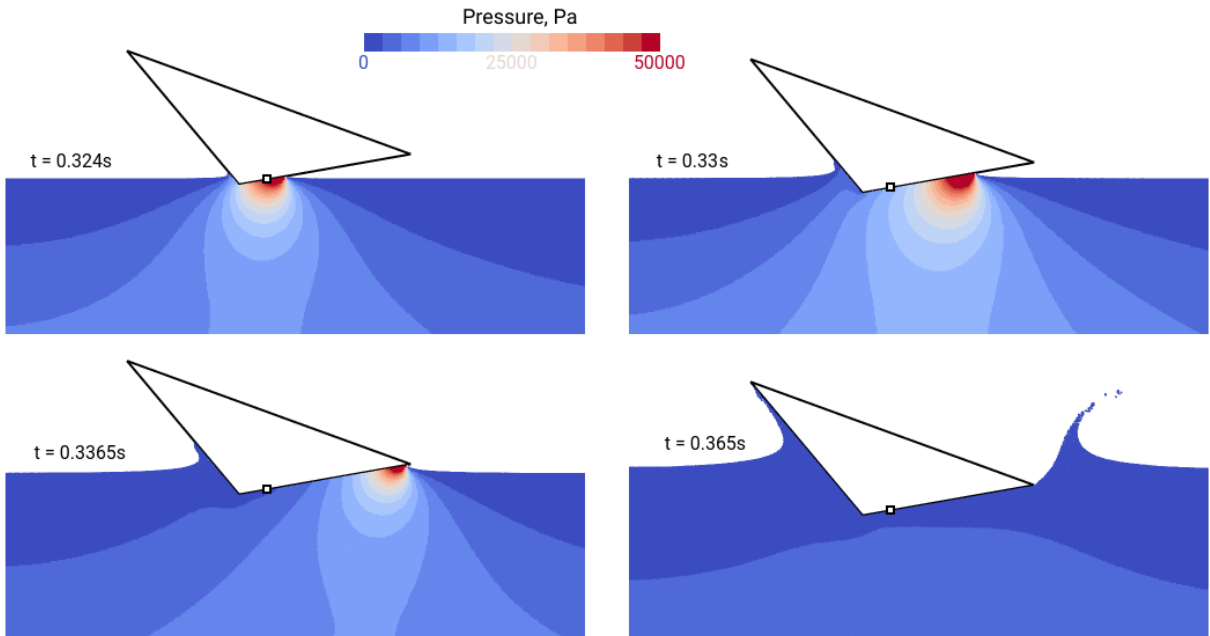 Pressure, Pa
0 25000 50000
t = 0.324s
t = 0.33s
t = 0.3365s
t = 0.365s